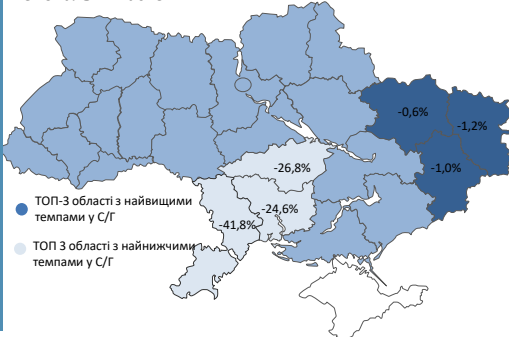 -0,6%
-1,2%
-1,0%
-26,8%
-24,6%
-41,8%
ТОП-3 області з найвищими
темпами у С/Г
ТОП 3 області з найнижчими
темпами у С/Г